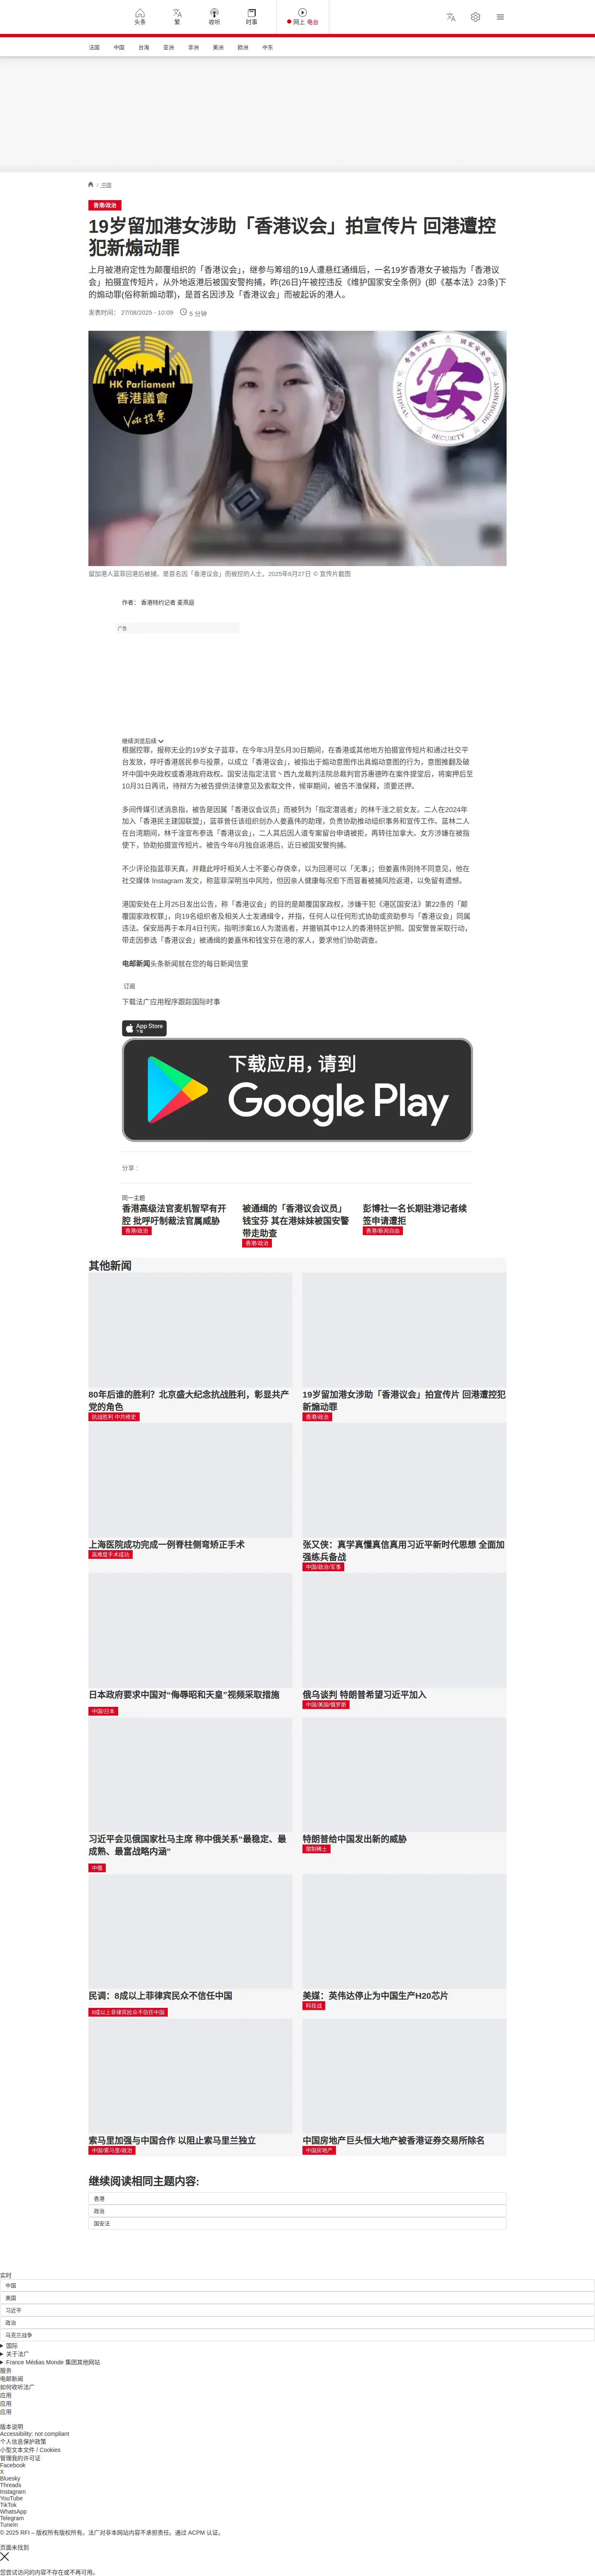 头条
繁
收听
时事
网上 电台
法国
中国
台海
亚洲
非洲
美洲
欧洲
中东
/ 中国
香港/政治
19岁留加港女涉助「香港议会」拍宣传片 回港遭控
犯新煽动罪
上月被港府定性为颠覆组织的「香港议会」，继参与筹组的19人遭悬红通缉后，一名19岁香港女子被指为「香港议
会」拍摄宣传短片，从外地返港后被国安警拘捕，昨(26日)午被控违反《维护国家安全条例》(即《基本法》23条)下
的煽动罪(俗称新煽动罪)，是首名因涉及「香港议会」而被起诉的港人。
发表时间： 27/08/2025 - 10:09
5 分钟
HK Parliament
香港議會
Vote 投票
香港警務處
國家安全處
NATIONAL SECURITY DEPARTMENT
留加港人蓝菲回港后被捕，是首名因「香港议会」而被控的人士。2025年8月27日 © 宣传片截图
作者： 香港特约记者 麦燕庭
广告
继续浏览后续
根据控罪，报称无业的19岁女子蓝菲，在今年3月至5月30日期间，在香港或其他地方拍摄宣传短片和通过社交平
台发放，呼吁香港居民参与投票，以成立「香港议会」，被指出于煽动意图作出具煽动意图的行为，意图推翻及破
坏中国中央政权或香港政府政权。国安法指定法官丶西九龙裁判法院总裁判官苏惠德昨在案件提堂后，将案押后至
10月31日再讯，待辩方为被告提供法律意见及索取文件，候审期间，被告不准保释，须要还押。
多间传媒引述消息指，被告是因属「香港议会议员」而被列为「指定潜逃者」的林千淦之前女友。二人在2024年
加入「香港民主建国联盟」，蓝菲曾任该组织创办人姜嘉伟的助理，负责协助推动组织事务和宣传工作。蓝林二人
在台湾期间，林千淦宣布参选「香港议会」，二人其后因人道专案留台申请被拒，再转往加拿大。女方涉嫌在被指
使下，协助拍摄宣传短片。被告今年6月独自返港后，近日被国安警拘捕。
不少评论指蓝菲天真，并藉此呼吁相关人士不要心存侥幸，以为回港可以「无事」；但姜嘉伟则持不同意见，他在
社交媒体 Instagram 发文，称蓝菲深明当中风险，但因亲人健康每况愈下而冒着被捕风险返港，以免留有遗憾。
港国安处在上月25日发出公告，称「香港议会」的目的是颠覆国家政权，涉嫌干犯《港区国安法》第22条的「颠
覆国家政权罪」，向19名组织者及相关人士发通缉令，并指，任何人以任何形式协助或资助参与「香港议会」同属
违法。保安局再于本月4日刊宪，指明涉案16人为潜逃者，并撤销其中12人的香港特区护照。国安警曾采取行动，
带走因参选「香港议会」被通缉的姜嘉伟和钱宝芬在港的家人，要求他们协助调查。
电邮新闻头条新闻就在您的每日新闻信里
订阅
下载法广应用程序跟踪国际时事
App Store
下载
下载应用，请到
Google Play
分享 :
同一主题
香港高级法官麦机智罕有开
腔 批呼吁制裁法官属威胁
香港/政治
被通缉的「香港议会议员」
钱宝芬 其在港妹妹被国安警
带走助查
香港/政治
彭博社一名长期驻港记者续
签申请遭拒
香港/新闻自由
其他新闻
80年后谁的胜利？北京盛大纪念抗战胜利，彰显共产
党的角色
抗战胜利 中共修史
19岁留加港女涉助「香港议会」拍宣传片 回港遭控犯
新煽动罪
香港/政治
上海医院成功完成一例脊柱侧弯矫正手术
高难度手术成功
张又侠：真学真懂真信真用习近平新时代思想 全面加
强练兵备战
中国/政治/军事
日本政府要求中国对“侮辱昭和天皇”视频采取措施
中国/日本
俄乌谈判 特朗普希望习近平加入
中国/美国/俄罗斯
习近平会见俄国家杜马主席 称中俄关系“最稳定、最
成熟、最富战略内涵”
中俄
特朗普给中国发出新的威胁
限制稀土
民调：8成以上菲律宾民众不信任中国
8成以上菲律宾民众不信任中国
美媒：英伟达停止为中国生产H20芯片
科技战
索马里加强与中国合作 以阻止索马里兰独立
中国/索马里/政治
中国房地产巨头恒大地产被香港证券交易所除名
中国房地产
继续阅读相同主题内容:
香港
政治
国安法
实时
中国
美国
习近平
政治
乌克兰战争
国际
关于法广
France Médias Monde 集团其他网站
服务
电邮新闻
如何收听法广
应用
应用
应用
版本说明
Accessibility: not compliant
个人信息保护政策
小型文本文件 / Cookies
管理我的许可证
Facebook
X
Bluesky
Threads
Instagram
YouTube
TikTok
WhatsApp
Telegram
TuneIn
© 2025 RFI – 版权所有版权所有。法广对非本网站内容不承担责任。通过 ACPM 认证。
页面未找到
您尝试访问的内容不存在或不再可用。